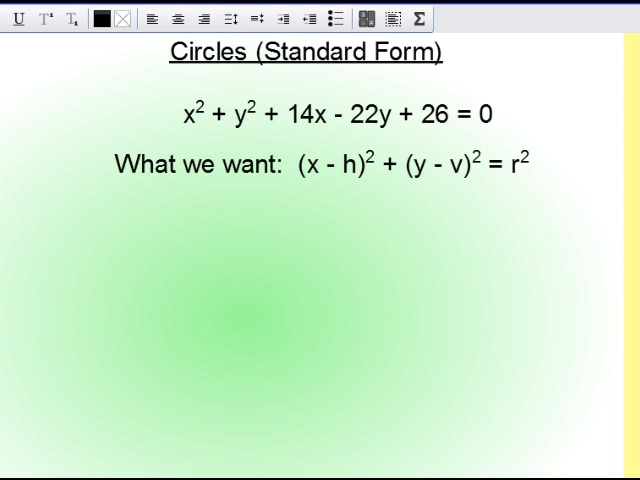 Circles (Standard Form)
x² + y² + 14x - 22y + 26 = 0
What we want: (x - h)² + (y - v)² = r²